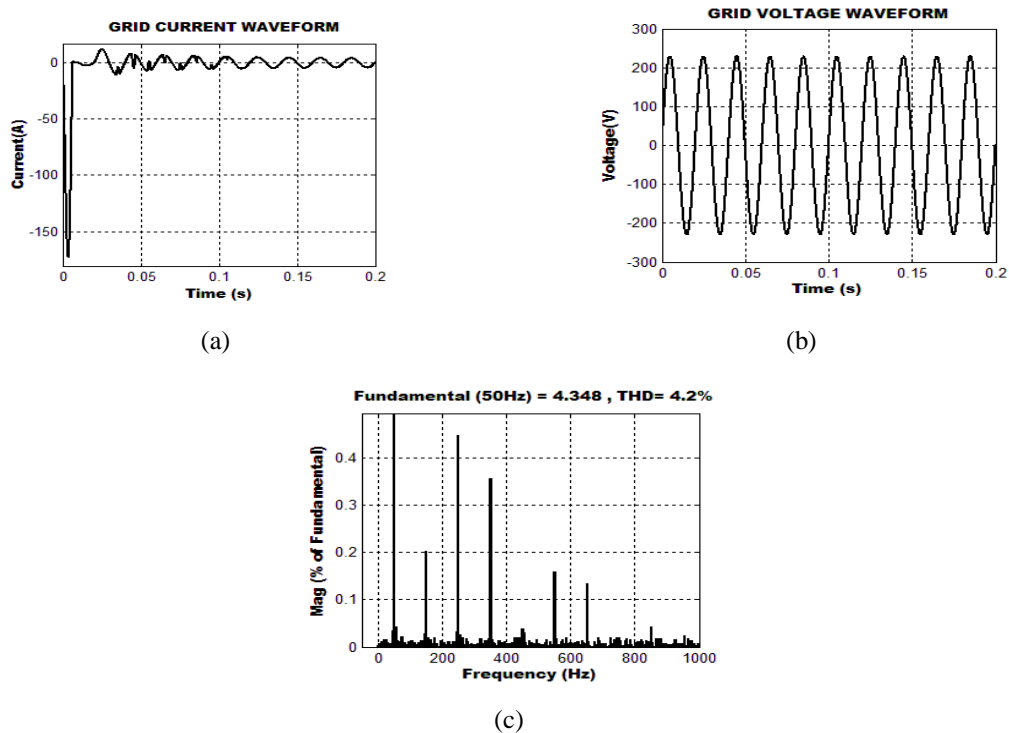 GRID CURRENT WAVEFORM
0
-50
-100
-150
Current(A)
0
0.05
0.1
0.15
0.2
Time (s)
(a)
GRID VOLTAGE WAVEFORM
300
200
100
0
-100
-200
-300
Voltage(V)
0
0.05
0.1
0.15
0.2
Time (s)
(b)
Fundamental (50Hz) = 4.348 , THD= 4.2%
0.4
0.3
0.2
0.1
0
Mag (% of Fundamental)
0
200
400
600
800
1000
Frequency (Hz)
(c)